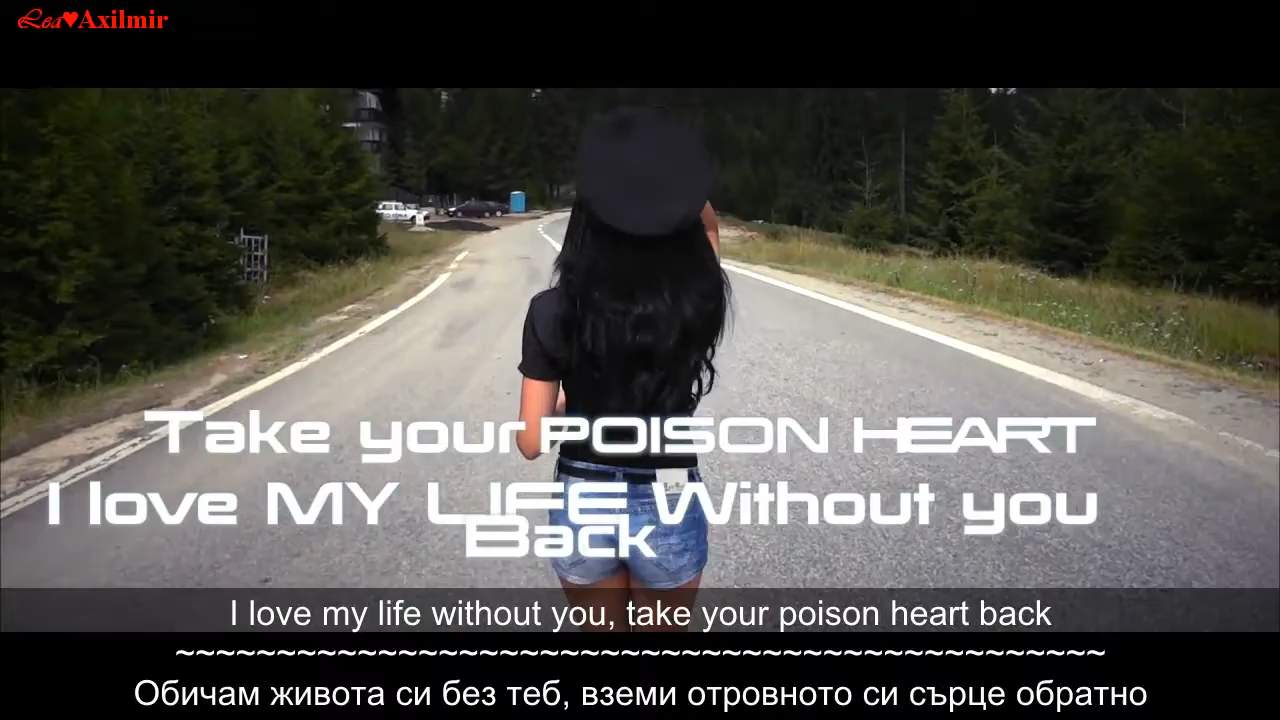 Lea♥Axilmir
Take your POISON HEART
I love MY LIFE Without you
Back
I love my life without you, take your poison heart back
~~~~~~~~~~~~~~~~~~~~~~~~~~~~~~~~~~~~~~~~~~~~~~
Обичам живота си без теб, вземи отровното си сърце обратно